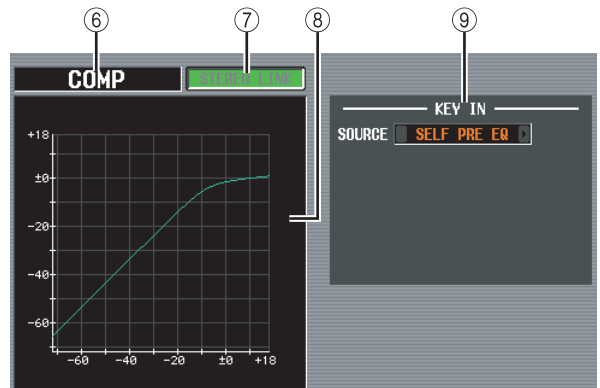 ⑥ ⑦ ⑧ ⑨
COMP STEREO LINK
KEY IN
SOURCE SELF PRE EQ
+18
±0
-20
-40
-60
-60 -40 -20 ±0 +18